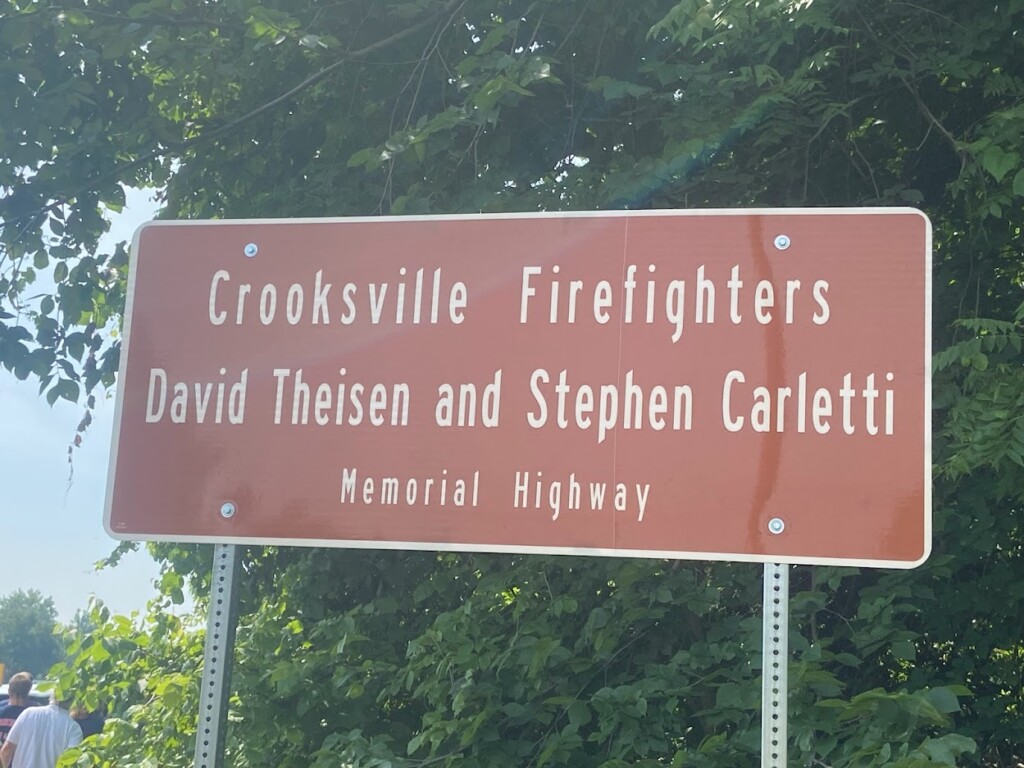 Crooksville Firefighters
David Theisen and Stephen Carletti
Memorial Highway